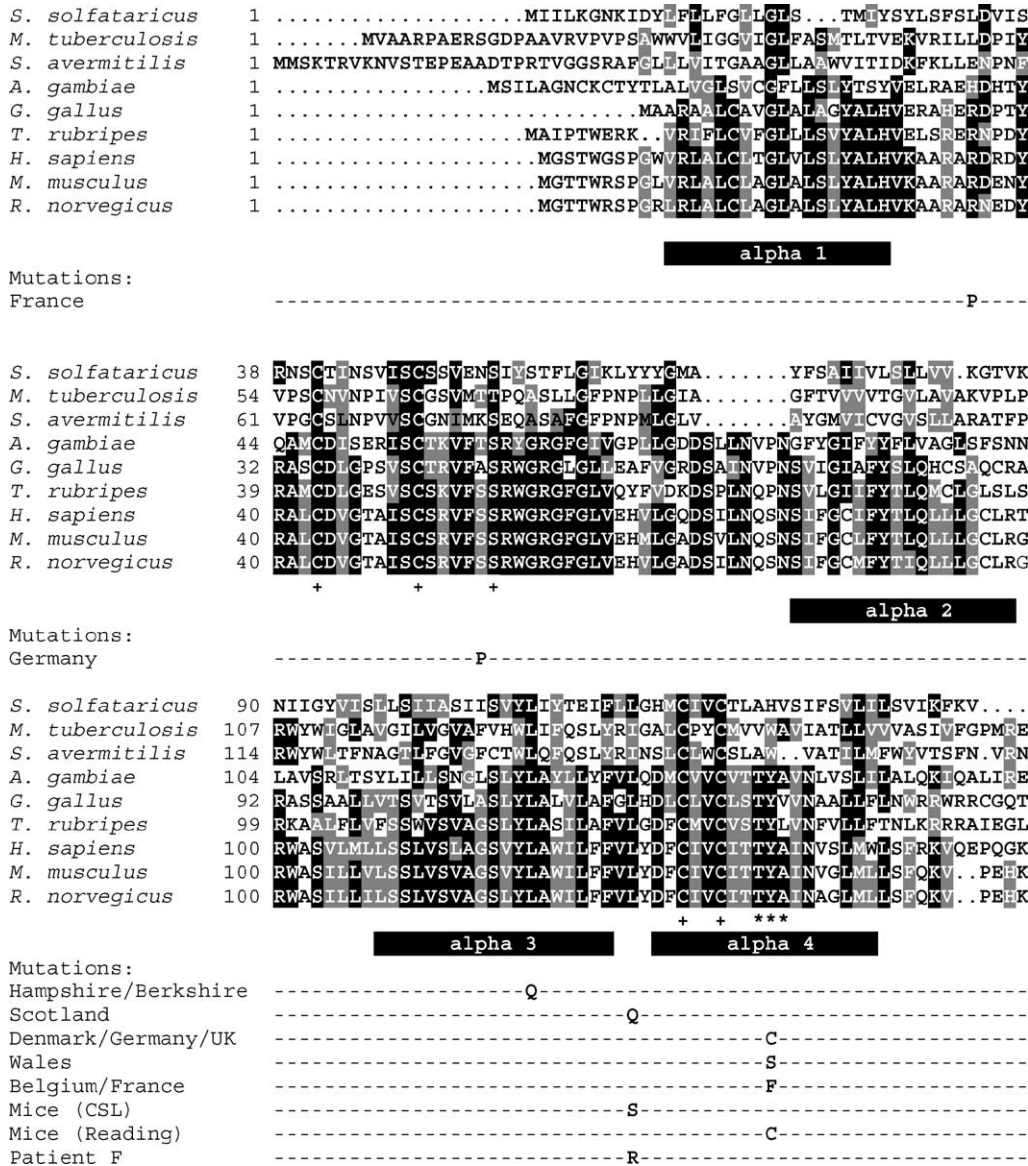 S. solfataricus 1 ....................MIILKGNKIDYLFLLFGLLGLS...TMIYSYLSFSLDVIS
M. tuberculosis 1 .......MVAARPAERSGDPAAVRVPVPSAWWVLIGGVIGLFASMTLTVEKVRILLDPIY
S. avermitilis 1 MMSKTRVKNVSTEPEAADTPRTVGGSRAFGLLLVITGAAGLLAAWVITIDKFKLLENPNF
A. gambiae 1 .................MSILAGNCKCTYTLALVGLSVCGFLLSLYTSYVELRAEHDHTY
G. gallus 1 .............................MAARAALCAVGLALAGYALHVERAHERDPTY
T. rubripes 1 ....................MAIPTWERK..VRIFLCVFGLLLSVYALHVELSRERNPDY
H. sapiens 1 .....................MGSTWGSPGWVRLALCLTGLVLSLYALHVKAARARDRDY
M. musculus 1 .....................MGTTWRSPGLVRLALCLAGLALSLYALHVKAARARDENY
R. norvegicus 1 .....................MGTTWRSPGRLRLALCLAGLALSLYALHVKAARARNEDY
alpha 1
Mutations:
France -------------------------------------------------------P----
S. solfataricus 38 RNSCTINSVISCSSVENSIYSTFLGIKLYYYGMA.......YFSAIIVLSLLVV.KGTVK
M. tuberculosis 54 VPSCNVNPIVSCGSVMTTPQASLLGFPNPLLGIA.......GFTVVVVTGVLAVAKVPLP
S. avermitilis 61 VPGCSLNPVVSCGNIMKSEQASAFGFPNPMLGLV.......AYGMVICVGVSLLARATFP
A. gambiae 44 QAMCDISERISCTKVFTSRYGRGFGIVGPLLGDDSLLNVPNGFYGIFYYFLVAGLSFSNN
G. gallus 32 RASCDLGPSVSCTRVFASRWGRGLGLLEAFVGRDSAINVPNSVIGIAFYSLQHCSAQCRA
T. rubripes 39 RAMCDLGESVSCSKVFSSRWGRGFGLVQYFVDKDSPLNQPNSVLGIIFYTLQMCLGLSLS
H. sapiens 40 RALCDVGTAISCSRVFSSRWGRGFGLVEHVLGQDSILNQSNSIFGCIFYTLQLLLGCLRT
M. musculus 40 RALCDVGTAISCSRVFSSRWGRGFGLVEHMLGADSVLNQSNSIFGCLFYTLQLLLGCLRG
R. norvegicus 40 RALCDVGTAISCSRVFSSRWGRGFGLVEHVLGADSILNQSNSIFGCMFYTIQLLLGCLRG
+ + +
alpha 2
Mutations:
Germany ----------------P-------------------------------------------
S. solfataricus 90 NIIGYVISLLSIIASIISVYLIYTEIFLLGHMCIVCTLAHVSIFSVLILSVIKFKV....
M. tuberculosis 107 RWYWIGLAVGILVGVAFVHWLIFQSLYRIGALCPYCMVVWAVIATLLVVVASIVFGPMRE
S. avermitilis 114 RWYWLTFNAGTLFGVGFCTWLQFQSLYRINSLCLWCSLAW..VATLLMFWYVTSFN.VRN
A. gambiae 104 LAVSRLTSYLILLSNGLSLYLAYLLYFVLQDMCVVCVTTYAVNLVSLILALQKIQALIRE
G. gallus 92 RASSAALLVTSVTSVLASLYLALVLAFGLHDLCLVCLSTYVVNAALLFLNWRRWRRCGQT
T. rubripes 99 RKAALFLVFSSWVSVAGSLYLASILAFVLGDFCMVCVSTYLVNFVLLFTNLKRRRAIEGL
H. sapiens 100 RWASVLMLLSSLVSLAGSVYLAWILFFVLYDFCIVCITTYAINVSLMWLSFRKVQEPQGK
M. musculus 100 RWASILLVLSSLVSVAGSVYLAWILFFVLYDFCIVCITTYAINVGLMLLSFQKV..PEHK
R. norvegicus 100 RWASILLILSSLVSVAGSLYLAWILFFVLYDFCIVCITTYAINAGLMLLSFQKV..PEHK
+ + ***
alpha 3 alpha 4
Mutations:
Hampshire/Berkshire --------------------Q---------------------------------------
Scotland ----------------------------Q-------------------------------
Denmark/Germany/UK ---------------------------------------C--------------------
Wales ---------------------------------------S--------------------
Belgium/France ---------------------------------------F--------------------
Mice (CSL) ----------------------------S-------------------------------
Mice (Reading) ---------------------------------------C--------------------
Patient F ----------------------------R-------------------------------